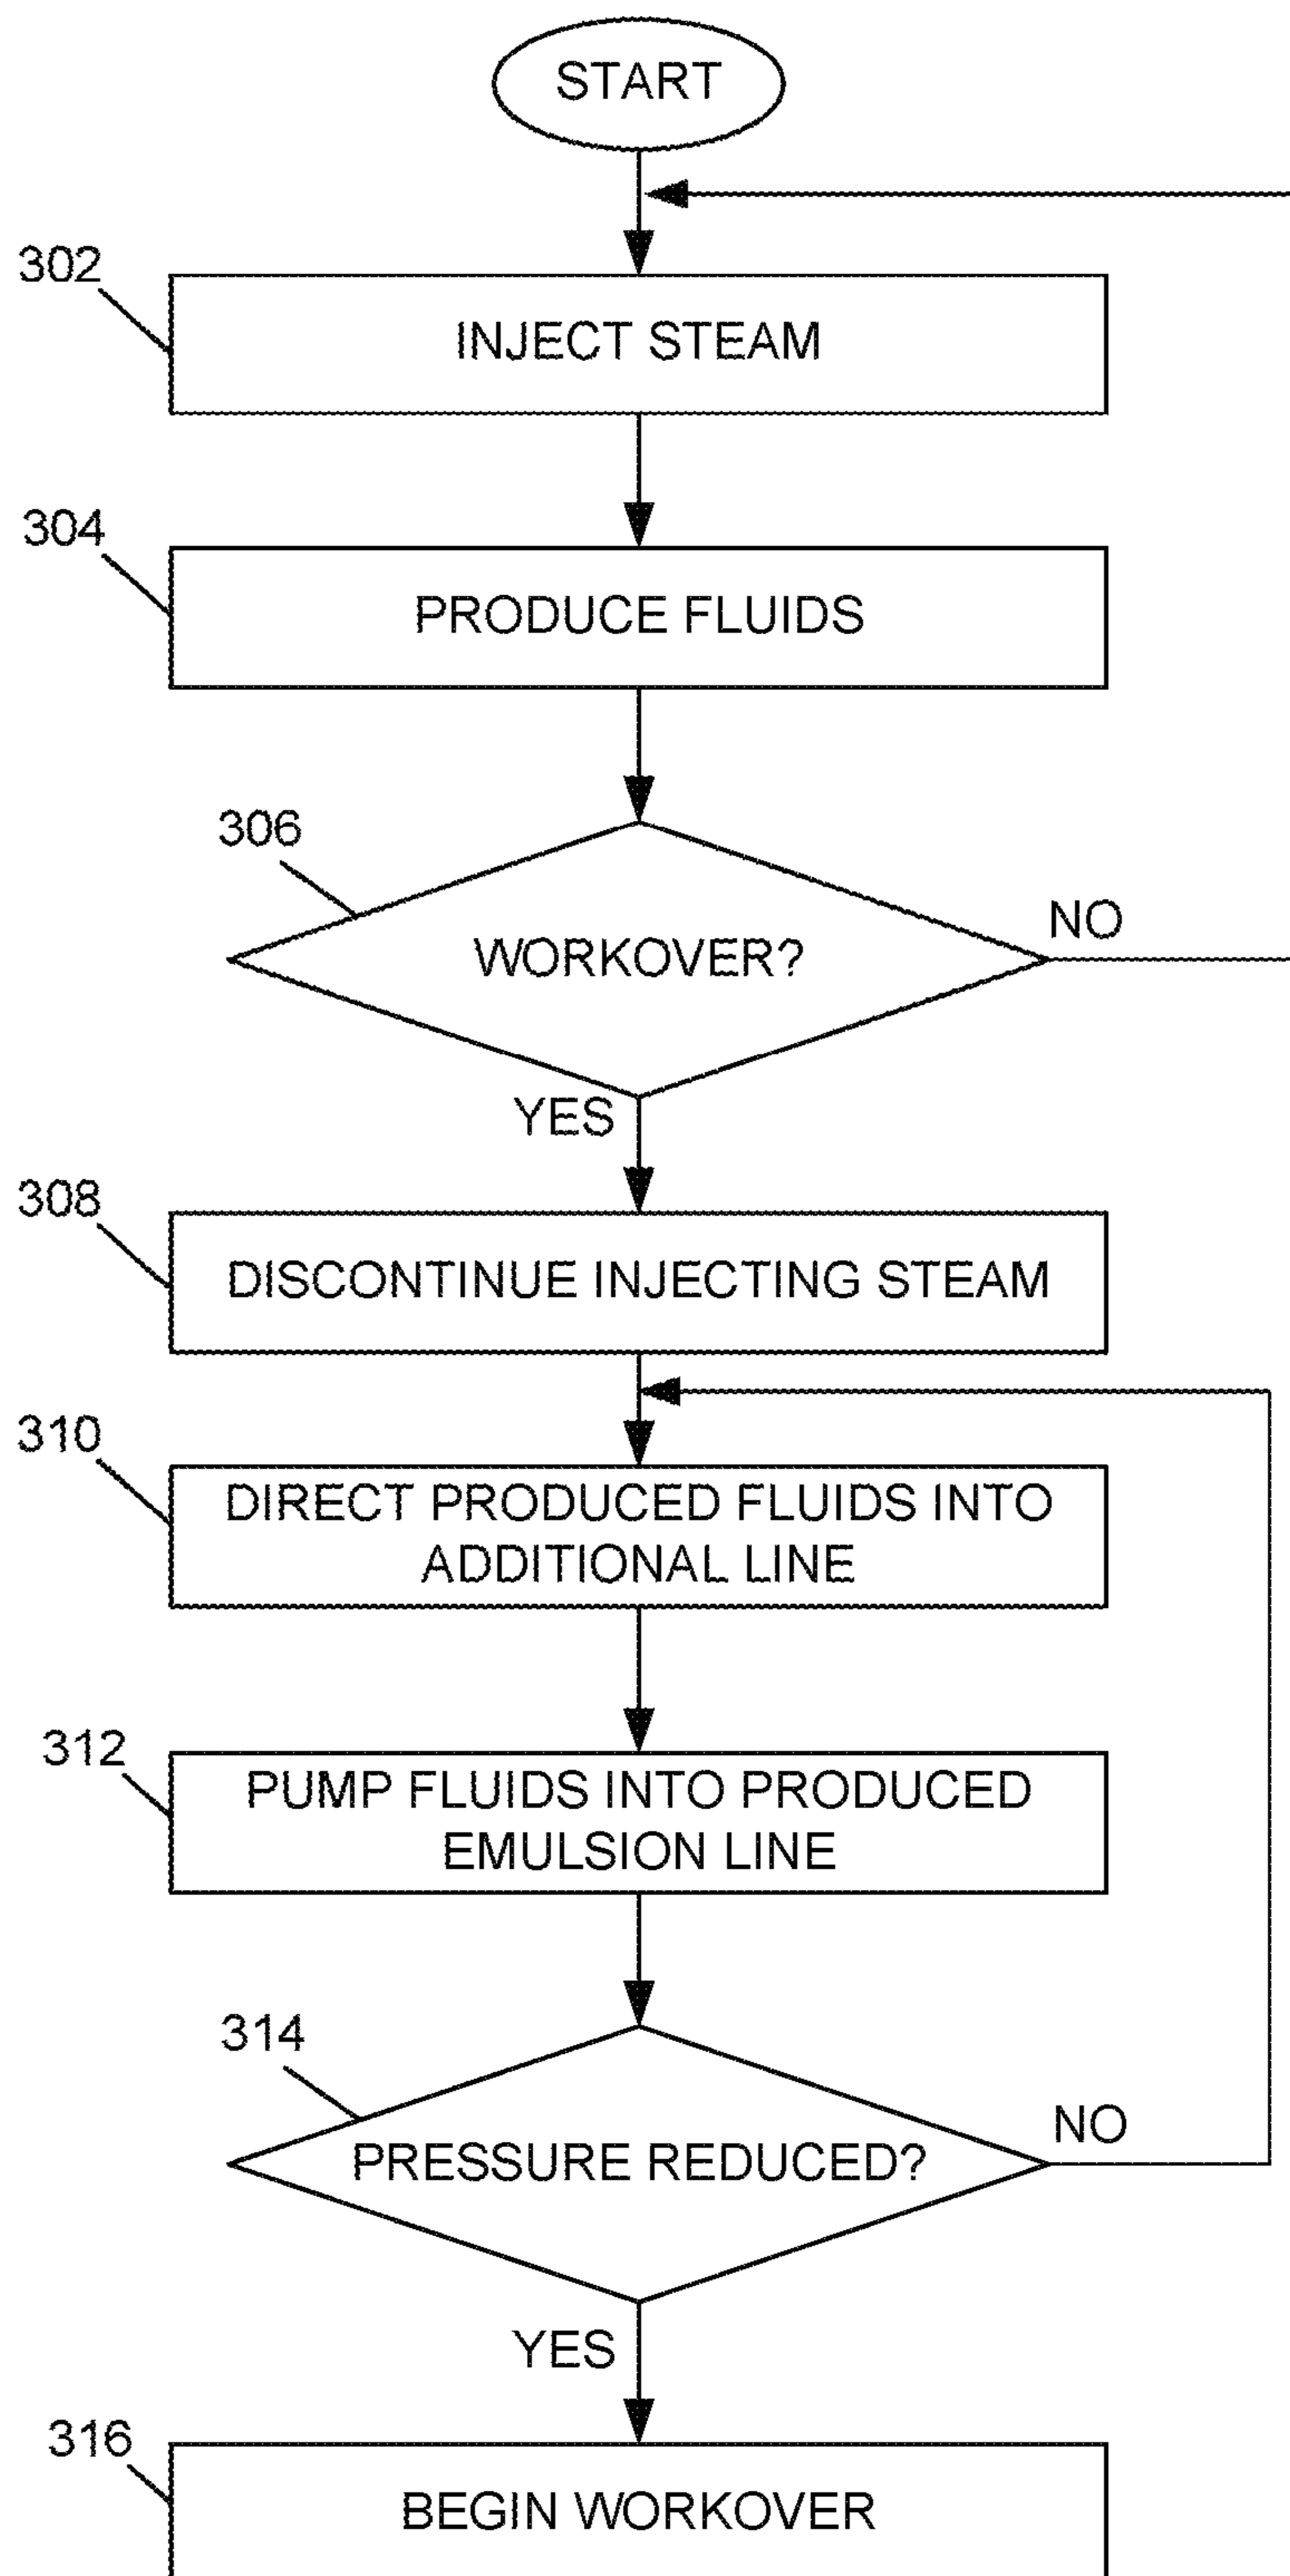 START
302
INJECT STEAM
304
PRODUCE FLUIDS
306
WORKOVER?
NO
YES
308
DISCONTINUE INJECTING STEAM
310
DIRECT PRODUCED FLUIDS INTO
ADDITIONAL LINE
312
PUMP FLUIDS INTO PRODUCED
EMULSION LINE
314
PRESSURE REDUCED?
NO
YES
316
BEGIN WORKOVER